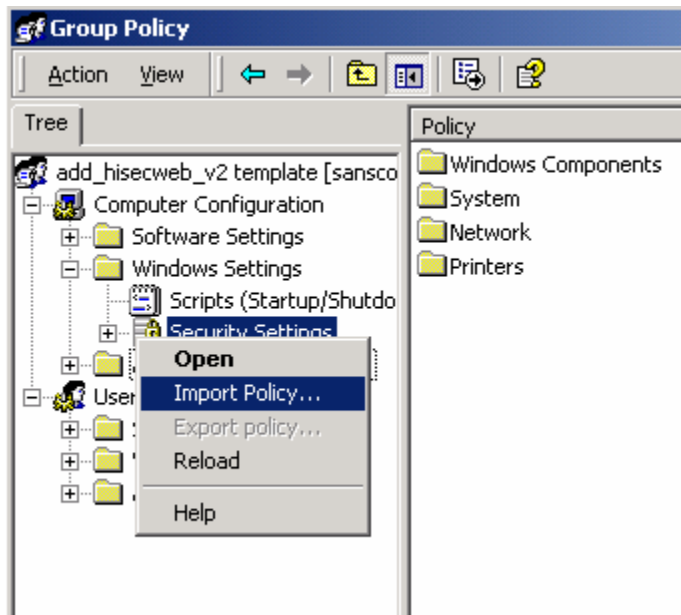 Group Policy
Action View
Tree
Policy
add_hisecweb_v2 template [sansco
Computer Configuration
Software Settings
Windows Settings
Scripts (Startup/Shutdo
Security Settings
User
Open
Import Policy...
Export policy...
Reload
Help
Windows Components
System
Network
Printers